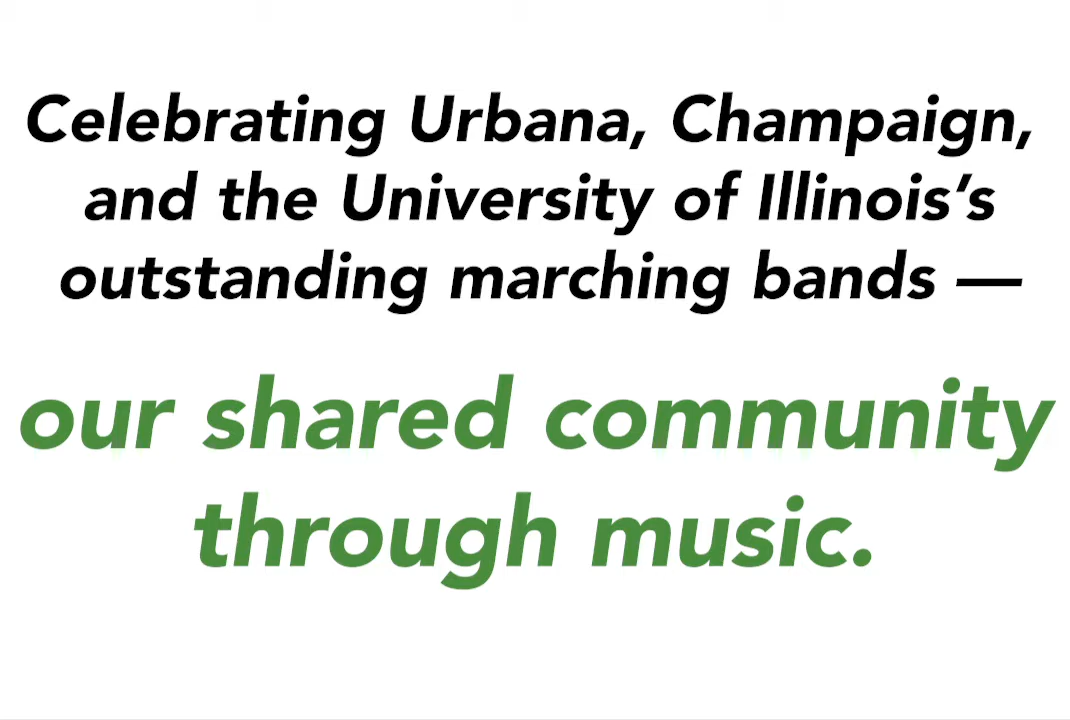 Celebrating Urbana, Champaign,
and the University of Illinois’s
outstanding marching bands —
our shared community
through music.